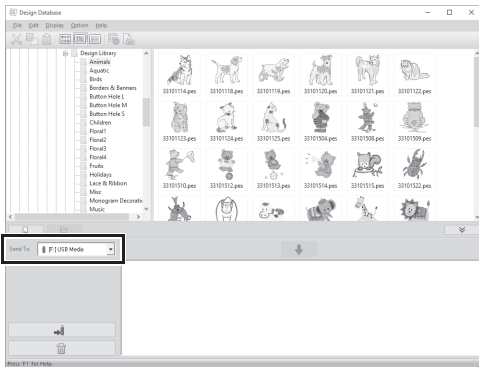 Design Database
File Edit Display Option Help
Design Library
Animals
Aquatic
Birds
Borders & Banners
Button Hole L
Button Hole M
Button Hole S
Children
Floral1
Floral2
Floral3
Floral4
Fruits
Holidays
Lace & Ribbon
Misc
Monogram Decorativ
Music
33101114.pes 33101118.pes 33101119.pes 33101120.pes 33101121.pes 33101122.pes
33101123.pes 33101124.pes 33101125.pes 33101504.pes 33101508.pes 33101509.pes
33101510.pes 33101512.pes 33101513.pes 33101514.pes 33101515.pes 33101522.pes
Send To: [F:] USB Media
Press 'F1' for Help.